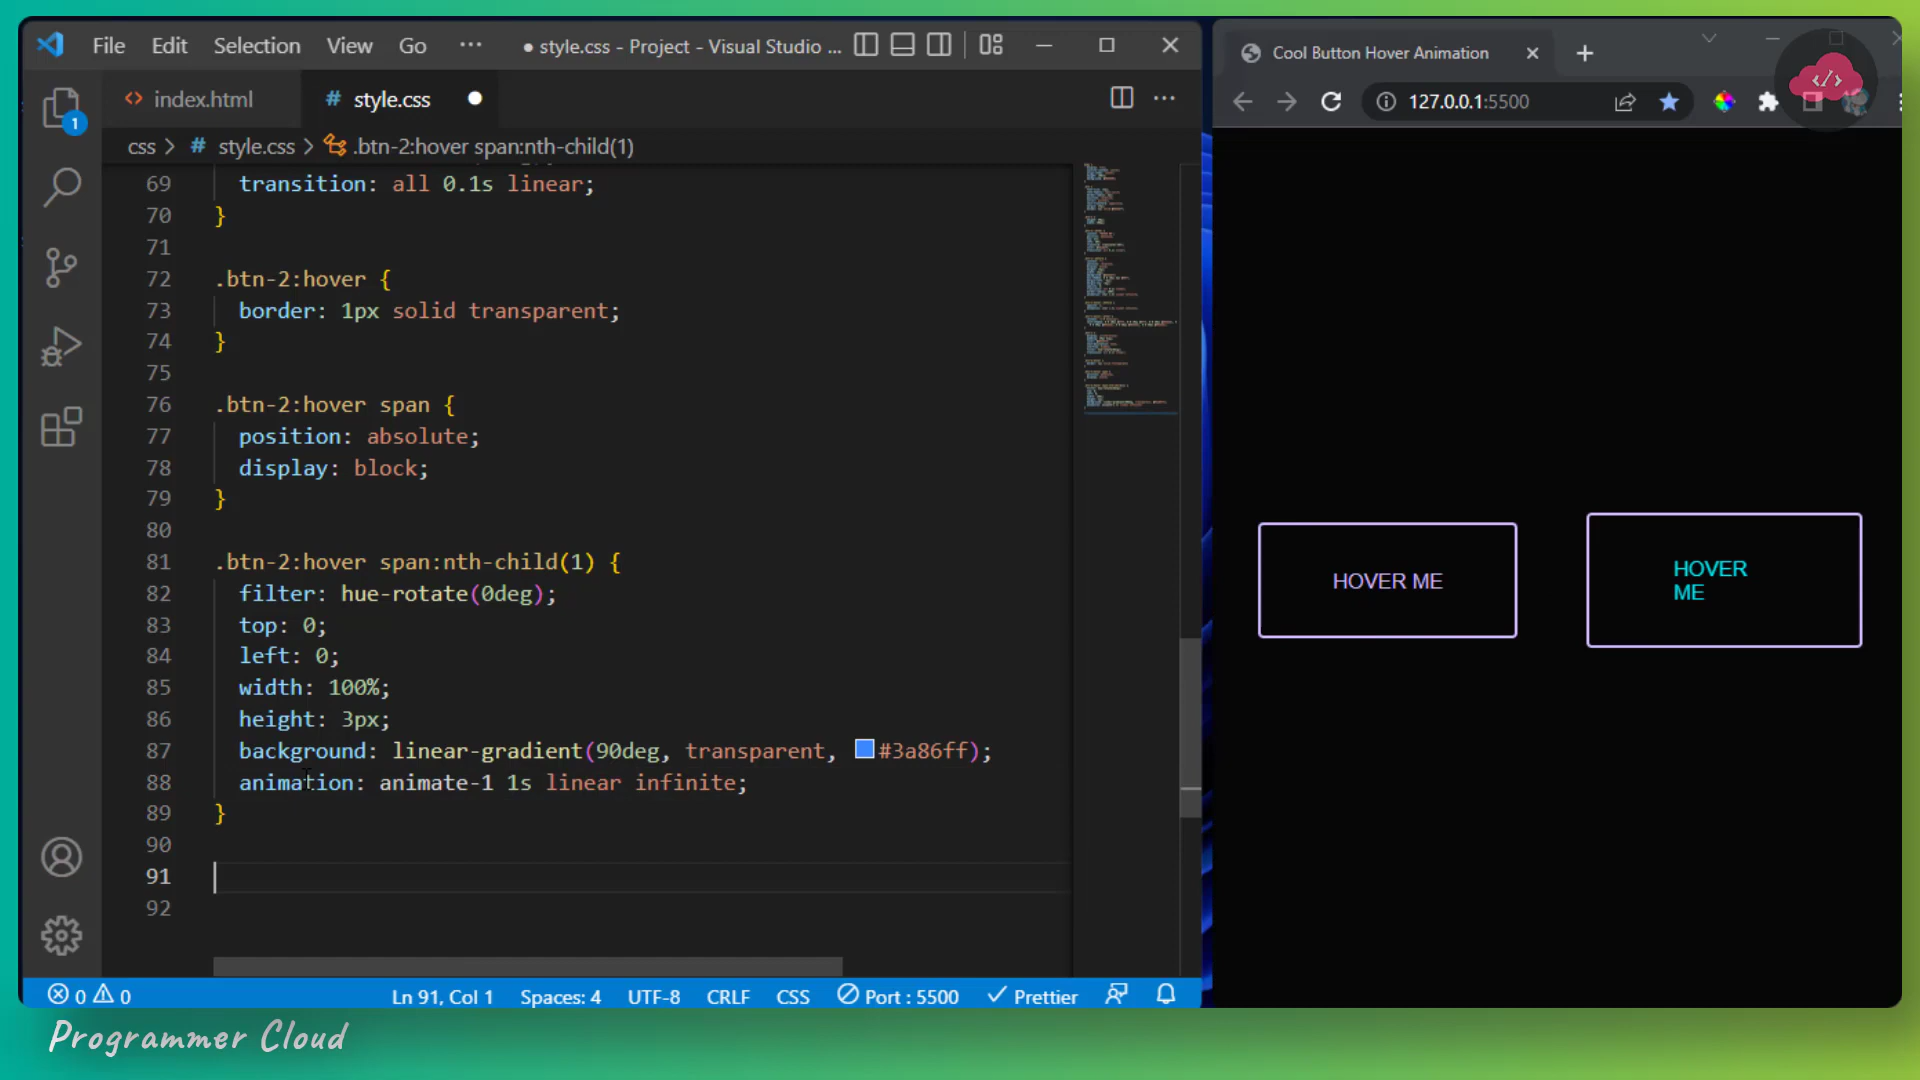 File Edit Selection View Go ··· ● style.css - Project - Visual Studio ...
index.html
# style.css ●
css > # style.css > .btn-2:hover span:nth-child(1)
69 transition: all 0.1s linear;
70 }
71
72 .btn-2:hover {
73 border: 1px solid transparent;
74 }
75
76 .btn-2:hover span {
77 position: absolute;
78 display: block;
79 }
80
81 .btn-2:hover span:nth-child(1) {
82 filter: hue-rotate(0deg);
83 top: 0;
84 left: 0;
85 width: 100%;
86 height: 3px;
87 background: linear-gradient(90deg, transparent, #3a86ff);
88 animation: animate-1 1s linear infinite;
89 }
90
91
92
1
0 0 Ln 91, Col 1 Spaces: 4 UTF-8 CRLF CSS Port : 5500 Prettier
Cool Button Hover Animation
127.0.0.1:5500
HOVER ME
HOVER
ME
Programmer Cloud